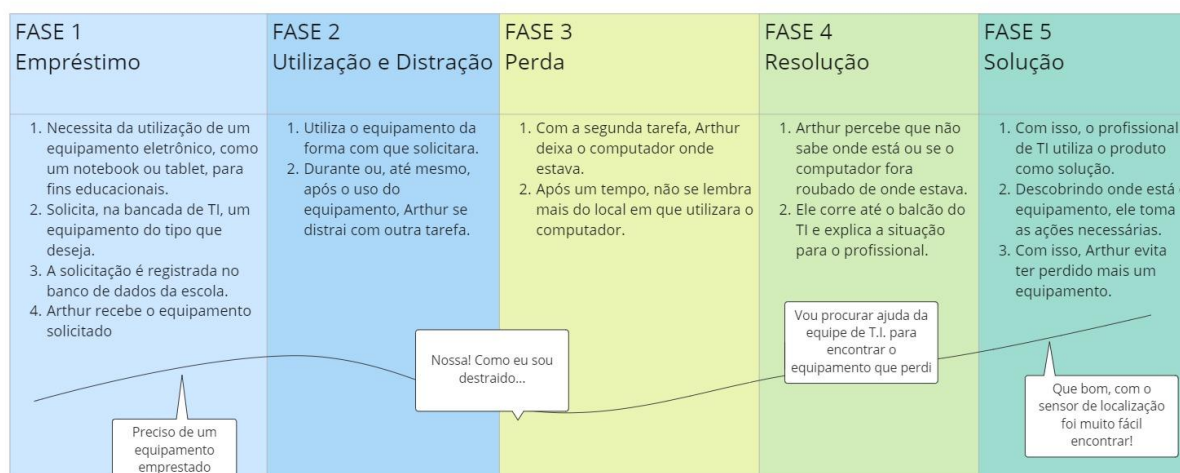 FASE 1
Empréstimo
FASE 2
Utilização e Distração
FASE 3
Perda
FASE 4
Resolução
FASE 5
Solução
1. Necessita da utilização de um
equipamento eletrônico, como
um notebook ou tablet, para
fins educacionais.
2. Solicita, na bancada de TI, um
equipamento do tipo que
deseja.
3. A solicitação é registrada no
banco de dados da escola.
4. Arthur recebe o equipamento
solicitado
1. Utiliza o equipamento da
forma com que solicitara.
2. Durante ou, até mesmo,
após o uso do
equipamento, Arthur se
distrai com outra tarefa.
1. Com a segunda tarefa, Arthur
deixa o computador onde
estava.
2. Após um tempo, não se lembra
mais do local em que utilizara o
computador.
1. Arthur percebe que não
sabe onde está ou se o
computador fora
roubado de onde estava.
2. Ele corre até o balcão do
TI e explica a situação
para o profissional.
1. Com isso, o profissional
de TI utiliza o produto
como solução.
2. Descobrindo onde está
equipamento, ele toma
as ações necessárias.
3. Com isso, Arthur evita
ter perdido mais um
equipamento.
Preciso de um
equipamento
emprestado
Nossa! Como eu sou
destraido...
Vou procurar ajuda da
equipe de T.I. para
encontrar o
equipamento que perdi
Que bom, com o
sensor de localização
foi muito fácil
encontrar!